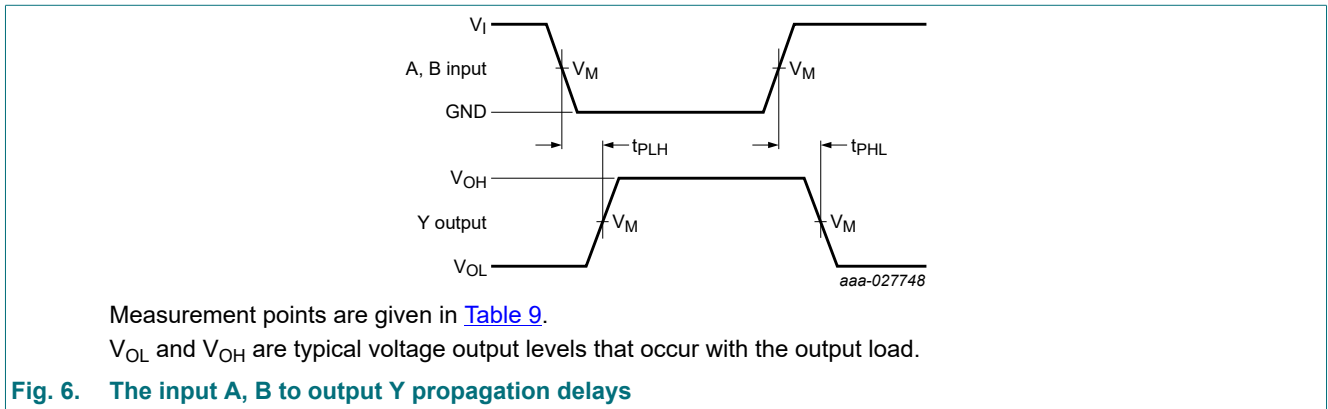 VI
A, B input
VM
VM
GND
tPLH
tPHL
VOH
Y output
VM
VM
VOL
aaa-027748
Measurement points are given in Table 9.
VOL and VOH are typical voltage output levels that occur with the output load.
Fig. 6. The input A, B to output Y propagation delays